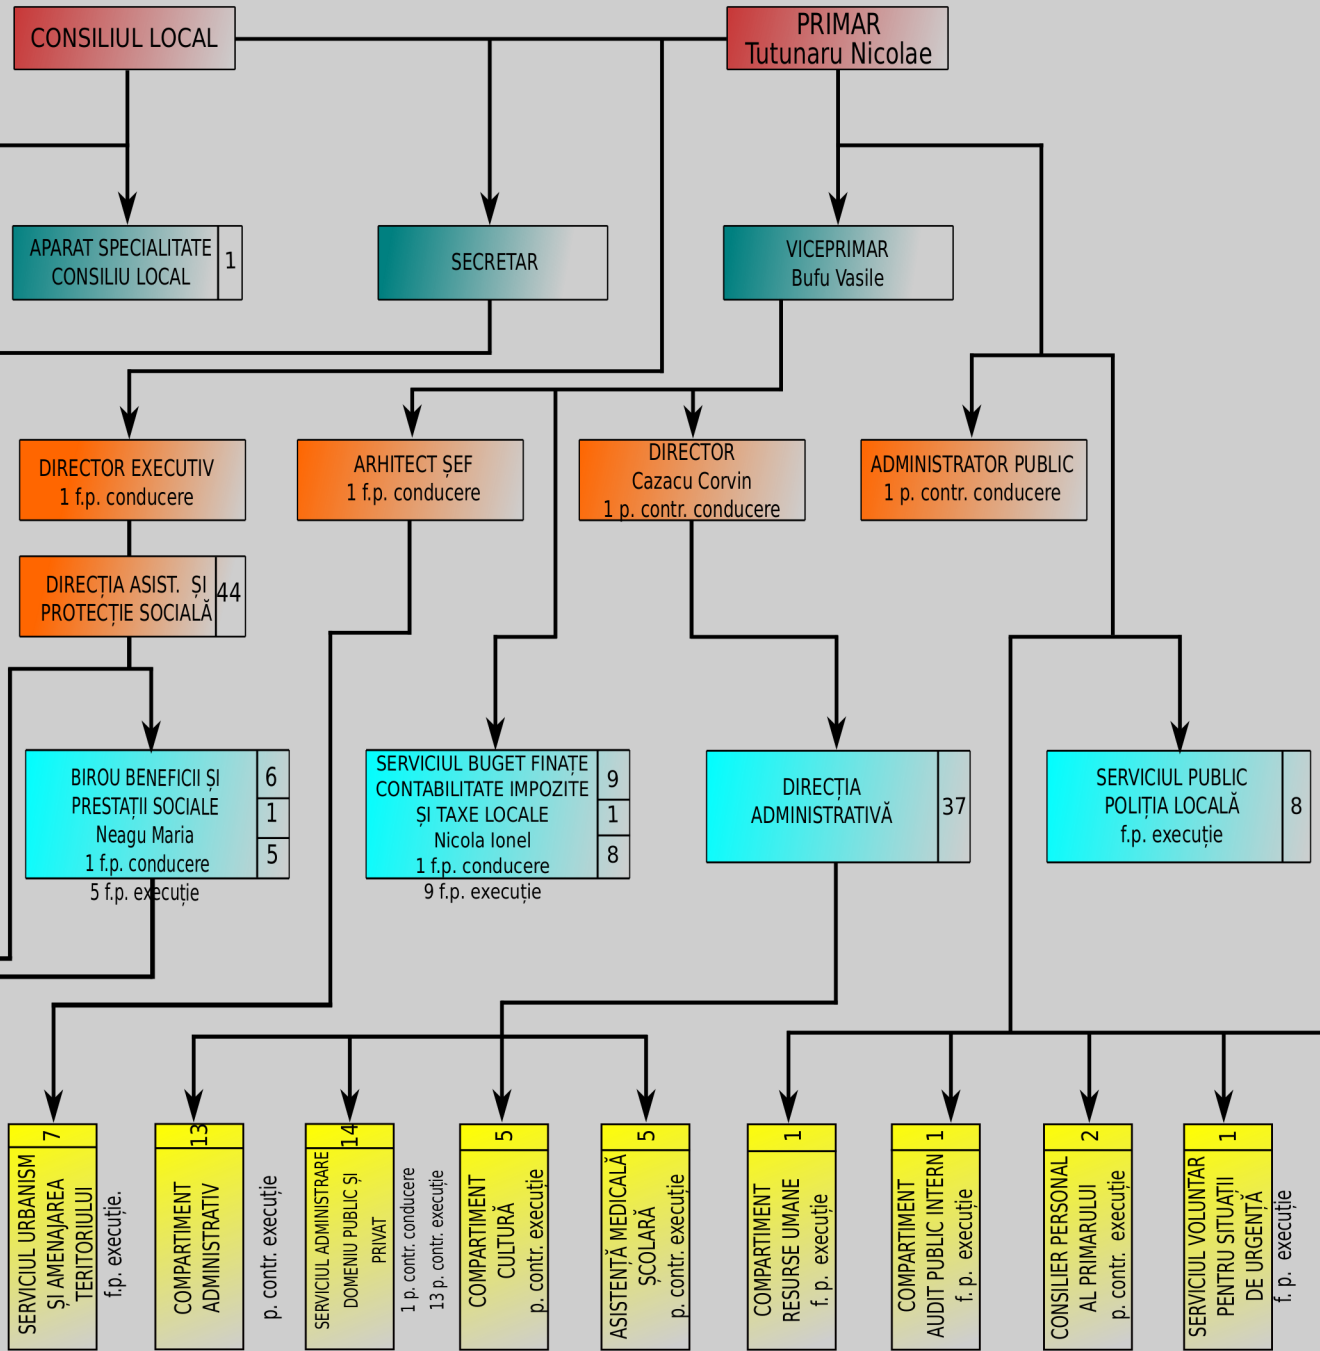 CONSILIUL LOCAL
PRIMAR
Tutunaru Nicolae
APARAT SPECIALITATE
CONSILIU LOCAL
1
SECRETAR
VICEPRIMAR
Bufu Vasile
DIRECTOR EXECUTIV
1 f.p. conducere
ARHITECT ȘEF
1 f.p. conducere
DIRECTOR
Cazacu Corvin
1 p. contr. conducere
ADMINISTRATOR PUBLIC
1 p. contr. conducere
DIRECȚIA ASIST. ȘI
PROTECȚIE SOCIALĂ
44
BIROU BENEFICII ȘI
PRESTAȚII SOCIALE
Neagu Maria
1 f.p. conducere
5 f.p. execuție
6
1
5
SERVICIUL BUGET FINAȚE
CONTABILITATE IMPOZITE
ȘI TAXE LOCALE
Nicola Ionel
1 f.p. conducere
9 f.p. execuție
9
1
8
DIRECȚIA
ADMINISTRATIVĂ
37
SERVICIUL PUBLIC
POLIȚIA LOCALĂ
f.p. execuție
8
7
SERVICIUL URBANISM
ȘI AMENAJAREA
TERITORIULUI
f.p. execuție.
13
COMPARTIMENT
ADMINISTRATIV
p. contr. execuție
14
SERVICIUL ADMINISTRARE
DOMENIU PUBLIC ȘI
PRIVAT
1 p. contr. conducere
13 p. contr. execuție
5
COMPARTIMENT
CULTURĂ
p. contr. execuție
5
ASISTENȚĂ MEDICALĂ
ȘCOLARĂ
p. contr. execuție
1
COMPARTIMENT
RESURSE UMANE
f. p. execuție
1
COMPARTIMENT
AUDIT PUBLIC INTERN
f. p. execuție
2
CONSILIER PERSONAL
AL PRIMARULUI
p. contr. execuție
1
SERVICIUL VOLUNTAR
PENTRU SITUAȚII
DE URGENȚĂ
f. p. execuție